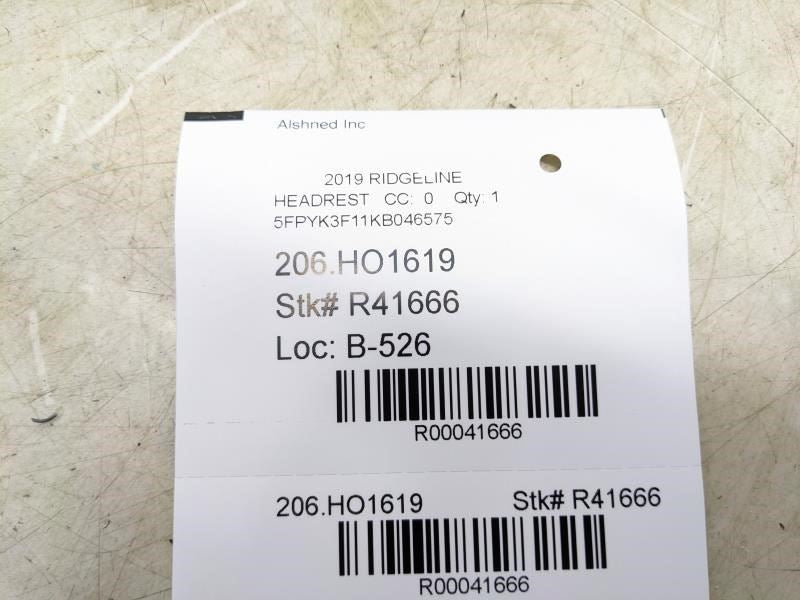 Alshned Inc
2019 RIDGELINE
HEADREST CC: 0 Qty: 1
5FPYK3F11KB046575
206.HO1619
Stk# R41666
Loc: B-526
R00041666
206.HO1619 Stk# R41666
R00041666